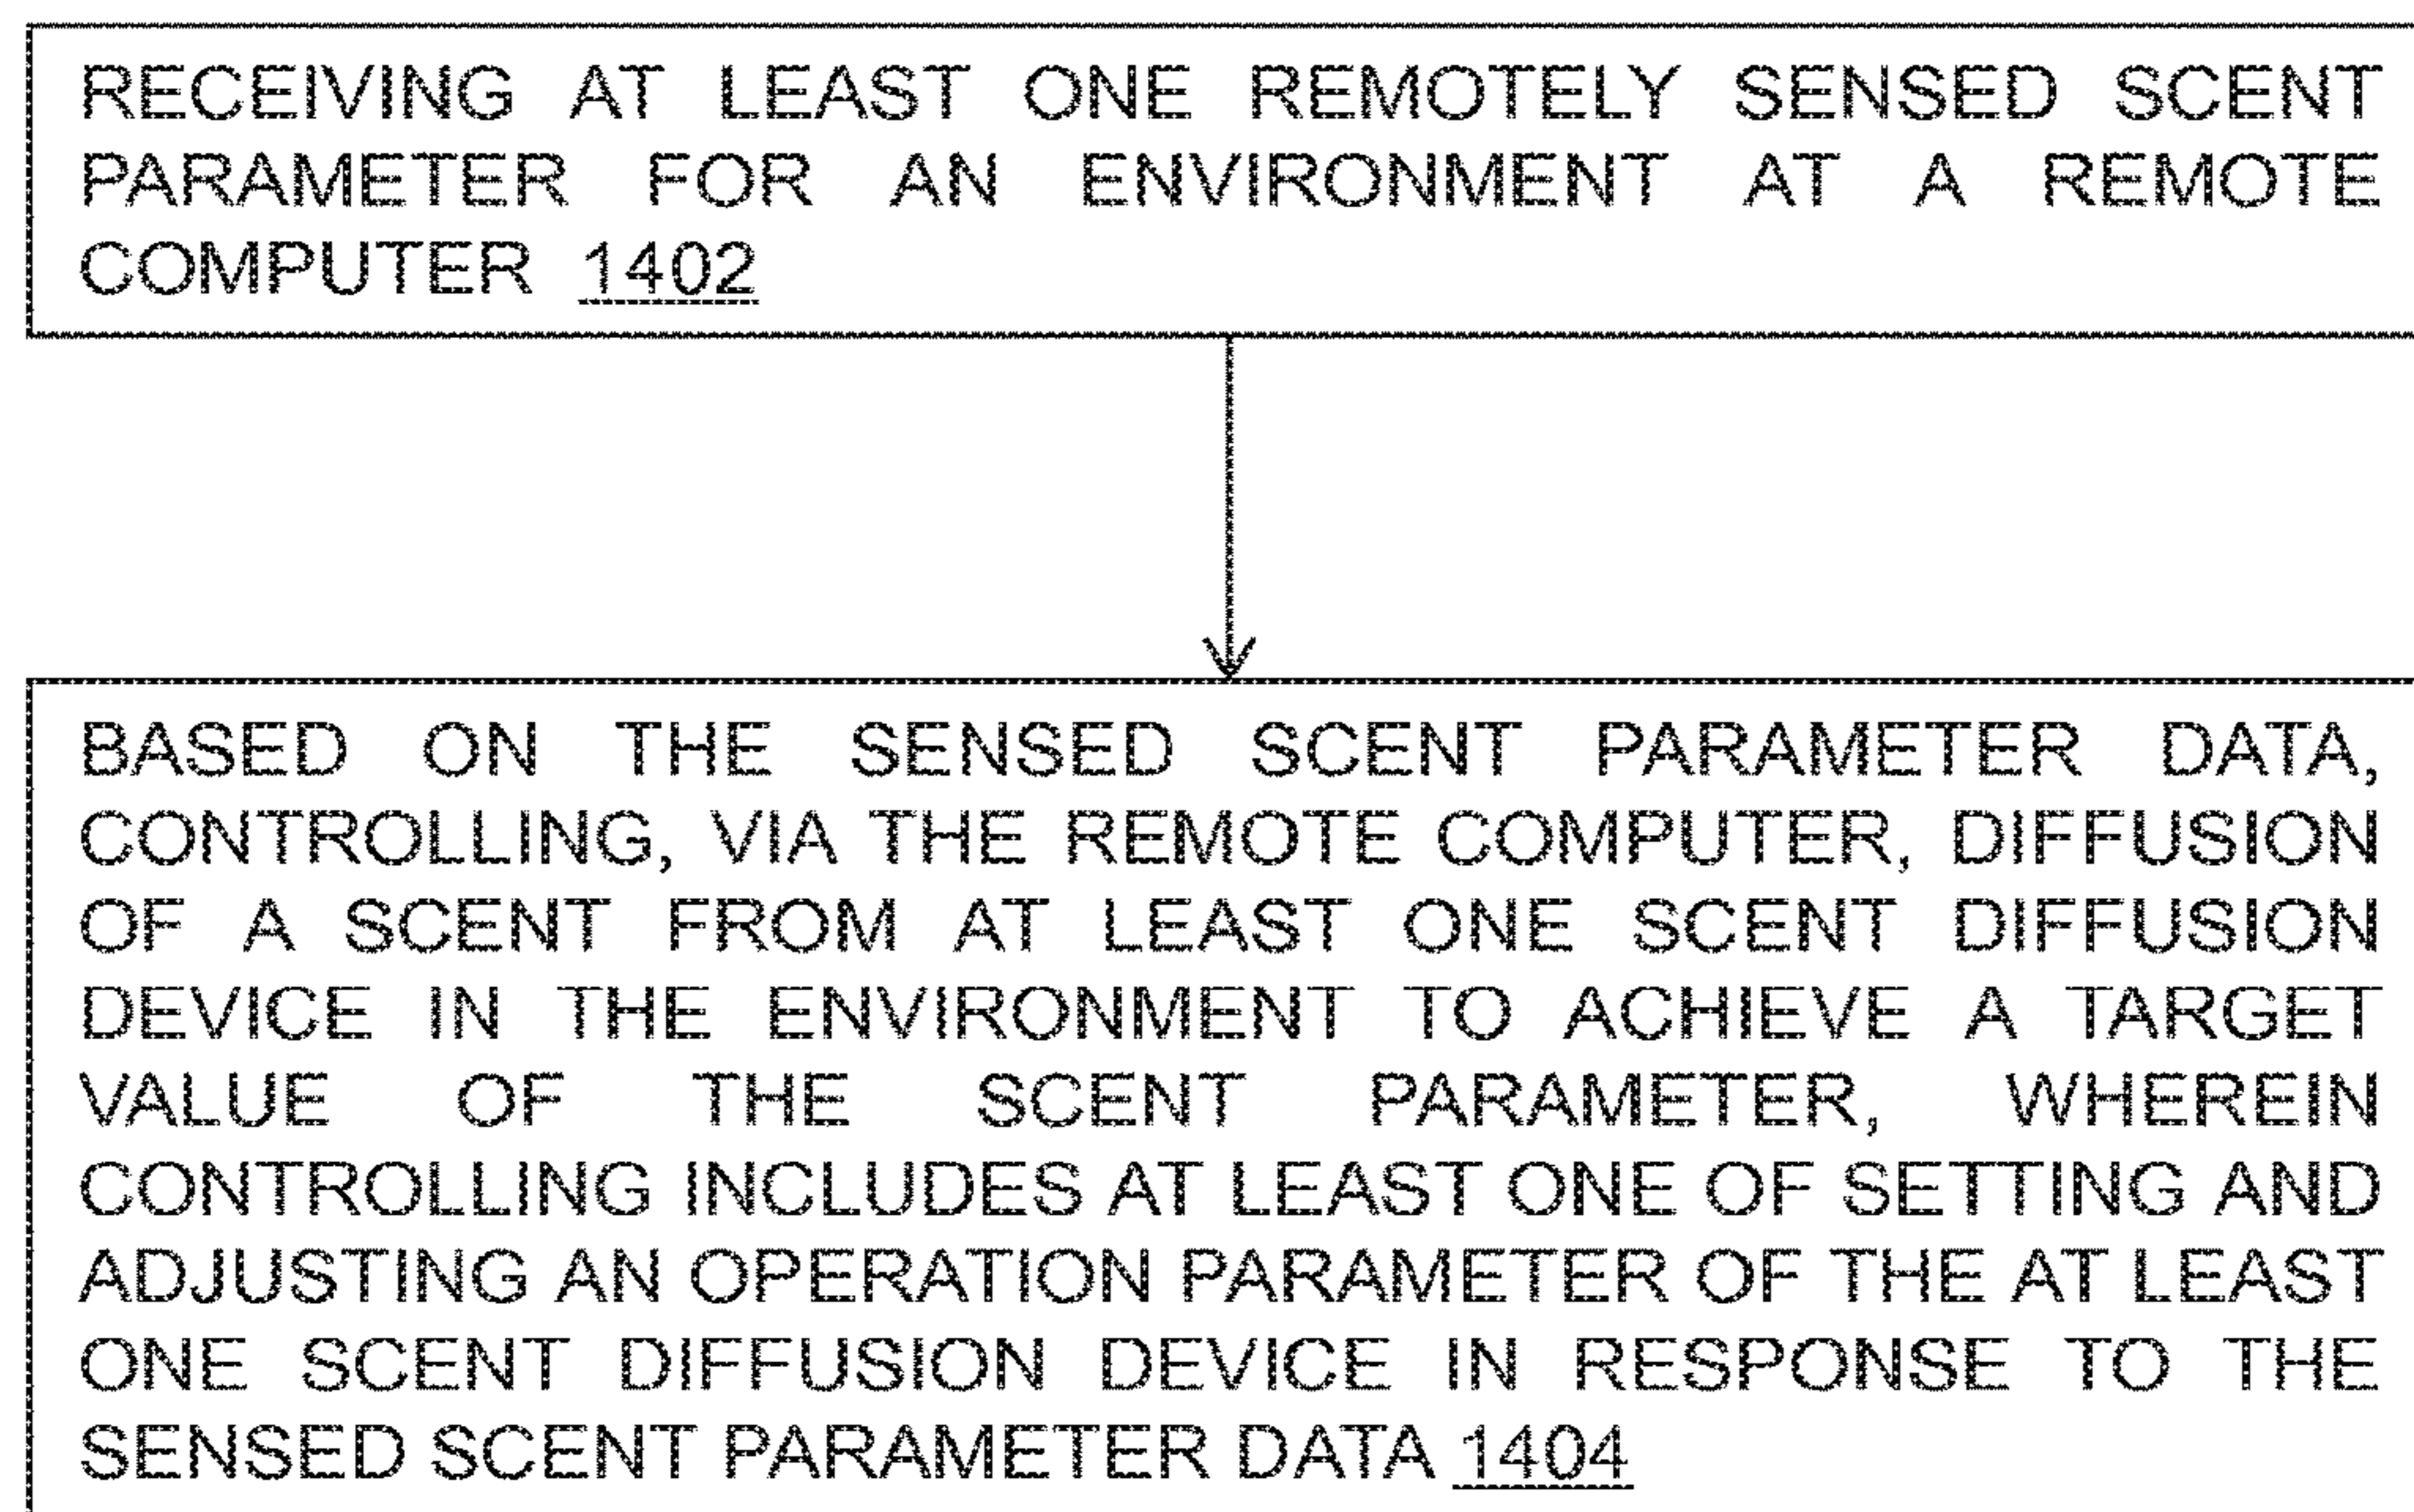 RECEIVING AT LEAST ONE REMOTELY SENSED SCENT
PARAMETER FOR AN ENVIRONMENT AT A REMOTE
COMPUTER 1402
BASED ON THE SENSED SCENT PARAMETER DATA,
CONTROLLING, VIA THE REMOTE COMPUTER, DIFFUSION
OF A SCENT FROM AT LEAST ONE SCENT DIFFUSION
DEVICE IN THE ENVIRONMENT TO ACHIEVE A TARGET
VALUE OF THE SCENT PARAMETER, WHEREIN
CONTROLLING INCLUDES AT LEAST ONE OF SETTING AND
ADJUSTING AN OPERATION PARAMETER OF THE AT LEAST
ONE SCENT DIFFUSION DEVICE IN RESPONSE TO THE
SENSED SCENT PARAMETER DATA 1404